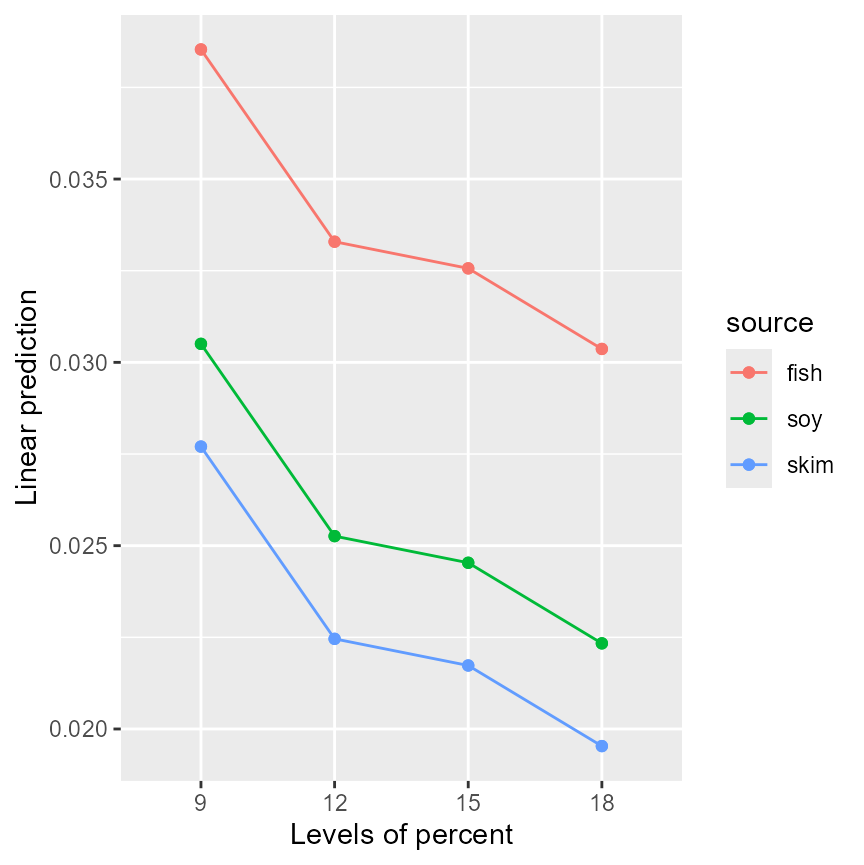 0.035
0.030
0.025
0.020
Linear prediction
9 12 15 18
Levels of percent
source
fish
soy
skim